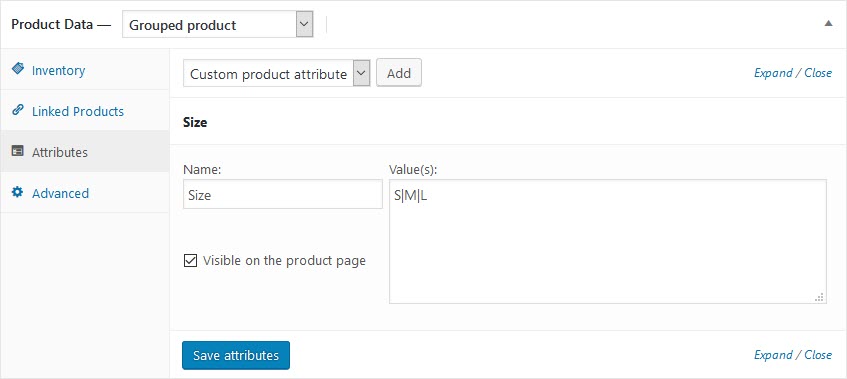 Product Data — Grouped product
Inventory
Linked Products
Attributes
Advanced
Custom product attribute Add Expand / Close
Size
Name: Value(s):
Size S|M|L
Visible on the product page
Save attributes Expand / Close